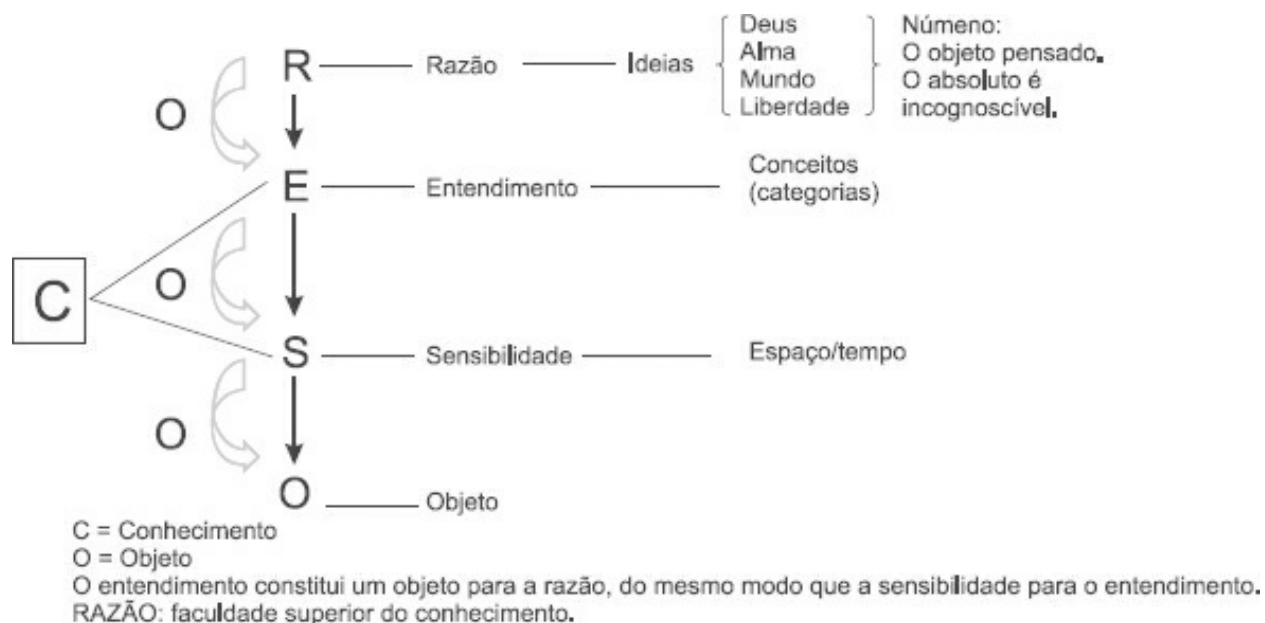 Deus
Alma
Mundo
Liberdade
Númeno:
O objeto pensado.
O absoluto é
incognoscível.
R
Razão
Ideias
O
E
Entendimento
Conceitos
(categorias)
C
O
S
Sensibilidade
Espaço/tempo
O
O
Objeto
C = Conhecimento
O = Objeto
O entendimento constitui um objeto para a razão, do mesmo modo que a sensibilidade para o entendimento.
RAZÃO: faculdade superior do conhecimento.